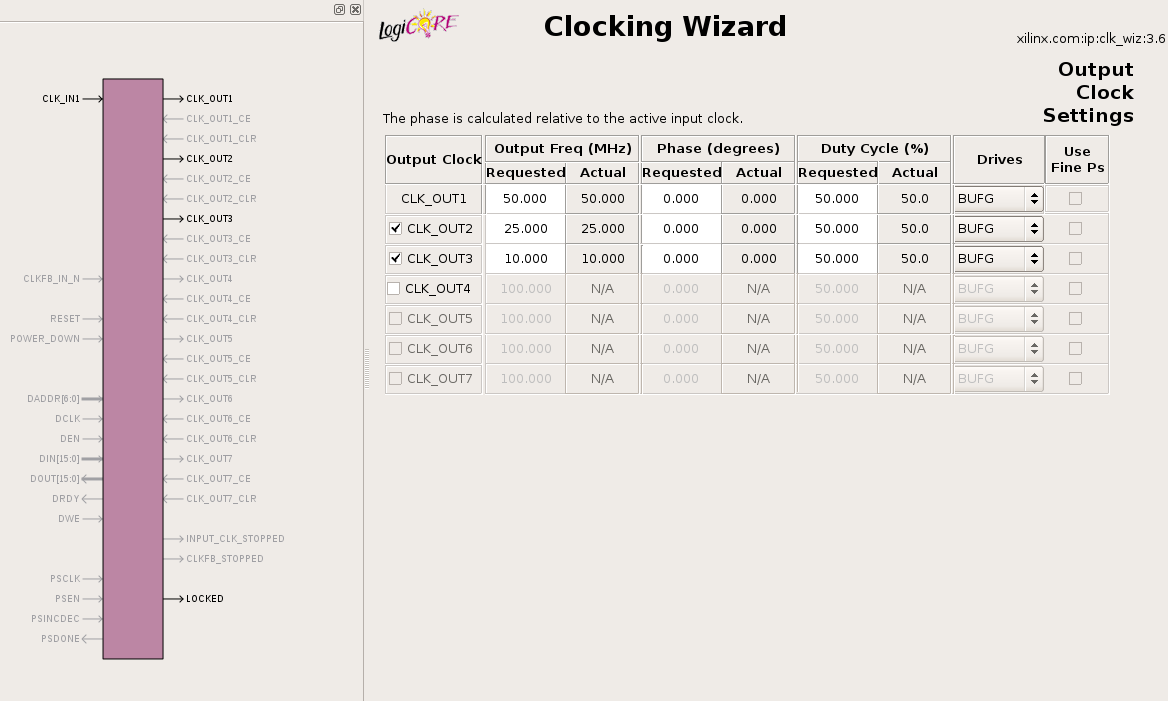 LogiCORE
Clocking Wizard
xilinx.com:ip:clk_wiz:3.6
Output
Clock
Settings
CLK_IN1
CLKFB_IN_N
RESET
POWER_DOWN
DADDR[6:0]
DCLK
DEN
DIN[15:0]
DOUT[15:0]
DRDY
DWE
PSCLK
PSEN
PSINCDEC
PSDONE
CLK_OUT1
CLK_OUT1_CE
CLK_OUT1_CLR
CLK_OUT2
CLK_OUT2_CE
CLK_OUT2_CLR
CLK_OUT3
CLK_OUT3_CE
CLK_OUT3_CLR
CLK_OUT4
CLK_OUT4_CE
CLK_OUT4_CLR
CLK_OUT5
CLK_OUT5_CE
CLK_OUT5_CLR
CLK_OUT6
CLK_OUT6_CE
CLK_OUT6_CLR
CLK_OUT7
CLK_OUT7_CE
CLK_OUT7_CLR
INPUT_CLK_STOPPED
CLKFB_STOPPED
LOCKED
The phase is calculated relative to the active input clock.
Output Clock Output Freq (MHz) Phase (degrees) Duty Cycle (%) Drives Use Fine Ps
Requested Actual Requested Actual Requested Actual
CLK_OUT1 50.000 50.000 0.000 0.000 50.000 50.0 BUFG
CLK_OUT2 25.000 25.000 0.000 0.000 50.000 50.0 BUFG
CLK_OUT3 10.000 10.000 0.000 0.000 50.000 50.0 BUFG
CLK_OUT4 100.000 N/A 0.000 N/A 50.000 N/A BUFG
CLK_OUT5 100.000 N/A 0.000 N/A 50.000 N/A BUFG
CLK_OUT6 100.000 N/A 0.000 N/A 50.000 N/A BUFG
CLK_OUT7 100.000 N/A 0.000 N/A 50.000 N/A BUFG